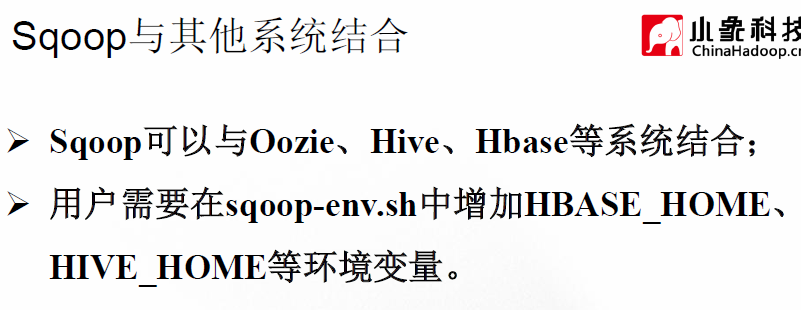 Sqoop与其他系统结合
小象科技
ChinaHadoop.cn
➢ Sqoop可以与Oozie、Hive、Hbase等系统结合；
➢ 用户需要在sqoop-env.sh中增加HBASE_HOME、
HIVE_HOME等环境变量。